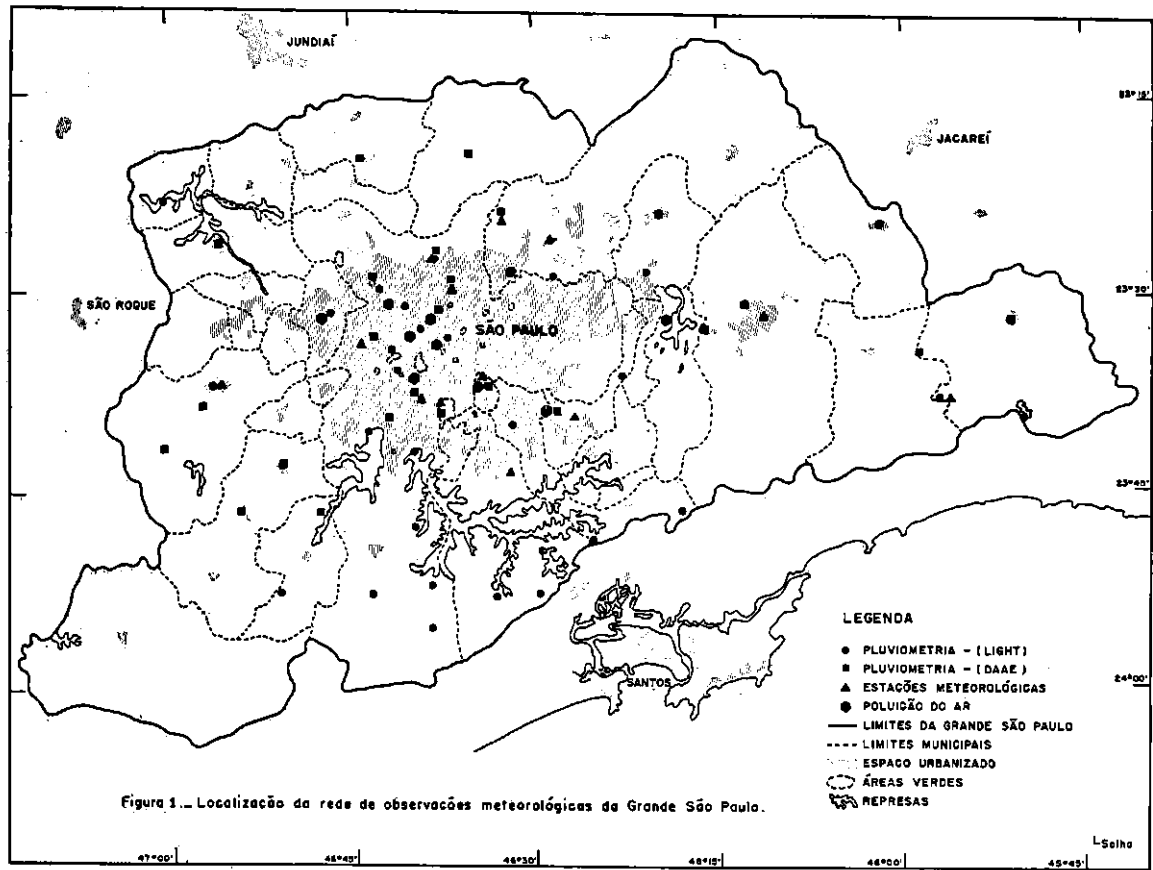 JUNDIAÍ
23°15'
JACAREÍ
SÃO ROQUE
23°30'
SÃO PAULO
23°45'
LEGENDA
PLUVIOMETRIA - (LIGHT)
PLUVIOMETRIA - (DAAE)
ESTAÇÕES METEOROLÓGICAS
POLUIÇÃO DO AR
LIMITES DA GRANDE SÃO PAULO
LIMITES MUNICIPAIS
ESPAÇO URBANIZADO
ÁREAS VERDES
REPRESAS
SANTOS
24°00'
Figura 1._ Localização da rede de observações meteorológicas da Grande São Paulo.
47°00' 46°45' 46°30' 46°15' 46°00' 45°45'